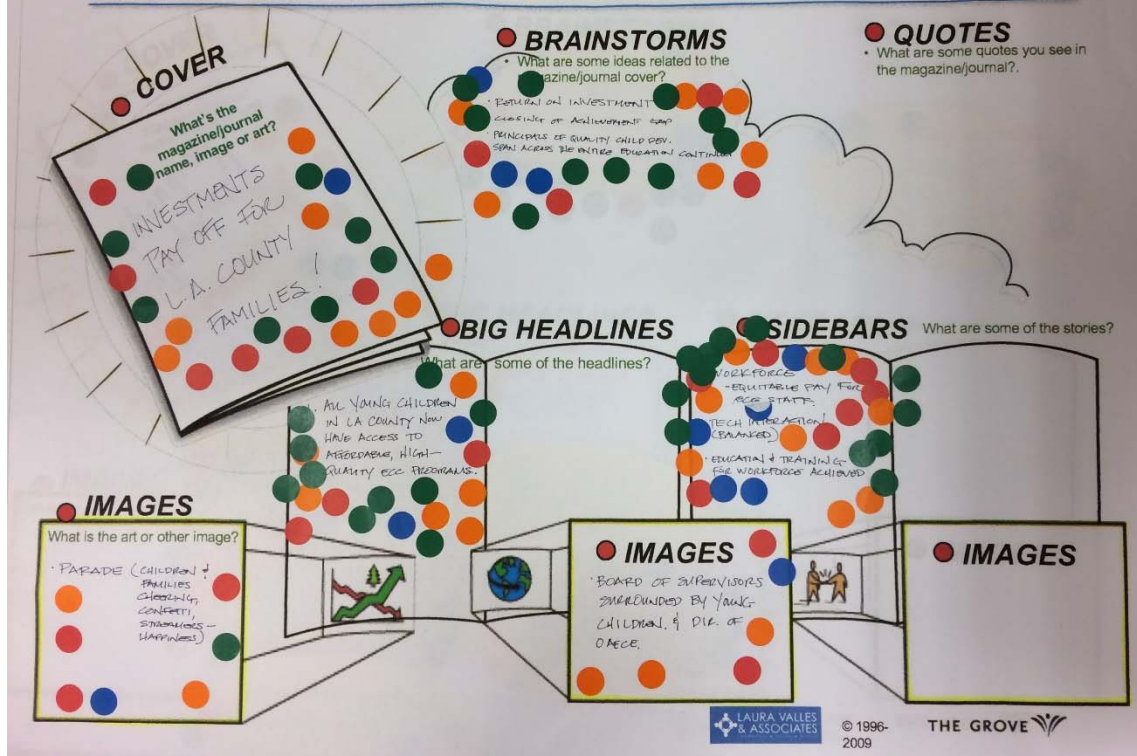 COVER
What's the
magazine/journal
name, image or art?
INVESTMENTS
PAY OFF FOR
L.A. COUNTY
FAMILIES!
BRAINSTORMS
• What are some ideas related to the
magazine/journal cover?
• RETURN ON INVESTMENT
• CLOSING OF ACHIEVEMENT GAP
• PRINCIPALS OF QUALITY CHILD DEV.
SPAN ACROSS THE ENTIRE EDUCATION CONTINUUM
QUOTES
• What are some quotes you see in
the magazine/journal?.
BIG HEADLINES
What are some of the headlines?
ALL YOUNG CHILDREN
IN LA COUNTY NOW
HAVE ACCESS TO
AFFORDABLE, HIGH-
QUALITY ECE PROGRAMS.
SIDEBARS
What are some of the stories?
WORKFORCE
- EQUITABLE PAY FOR
ECE STAFF.
TECH INTERACTION
(BALANCED)
• EDUCATION & TRAINING
FOR WORKFORCE ACHIEVED
IMAGES
What is the art or other image?
• PARADE (CHILDREN &
FAMILIES
CHEERING,
CONFETTI,
STREAMERS-
HAPPINESS)
IMAGES
• BOARD OF SUPERVISORS
SURROUNDED BY YOUNG
CHILDREN. & DIR. OF
OAECE.
IMAGES
LAURA VALLES
& ASSOCIATES
© 1996-
2009
THE GROVE